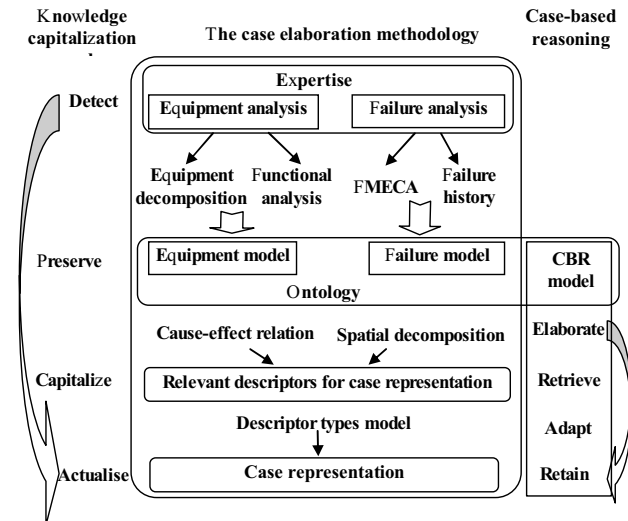 Knowledge
capitalization
The case elaboration methodology
Case-based
reasoning
Expertise
Detect
Equipment analysis
Failure analysis
Equipment
decomposition
Functional
analysis
FMECA
Failure
history
Preserve
Equipment model
Failure model
Ontology
CBR
model
Cause-effect relation
Spatial decomposition
Elaborate
Capitalize
Relevant descriptors for case representation
Retrieve
Descriptor types model
Adapt
Actualise
Case representation
Retain